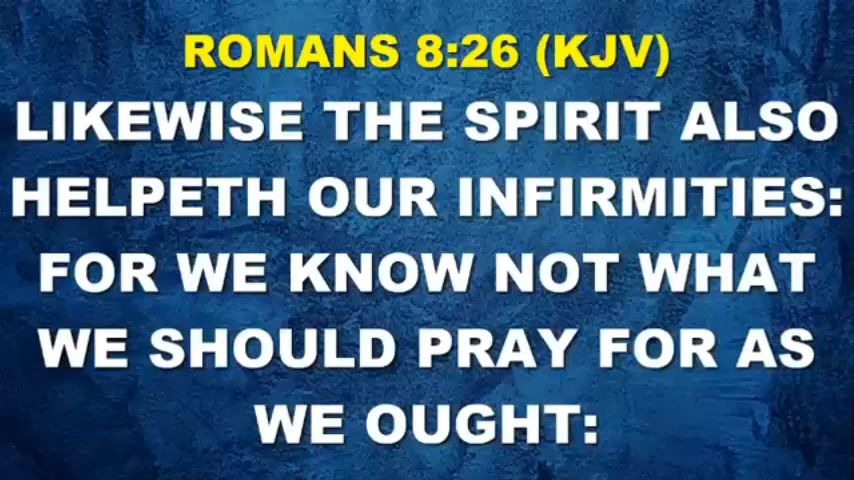 ROMANS 8:26 (KJV)
LIKEWISE THE SPIRIT ALSO
HELPETH OUR INFIRMITIES:
FOR WE KNOW NOT WHAT
WE SHOULD PRAY FOR AS
WE OUGHT: